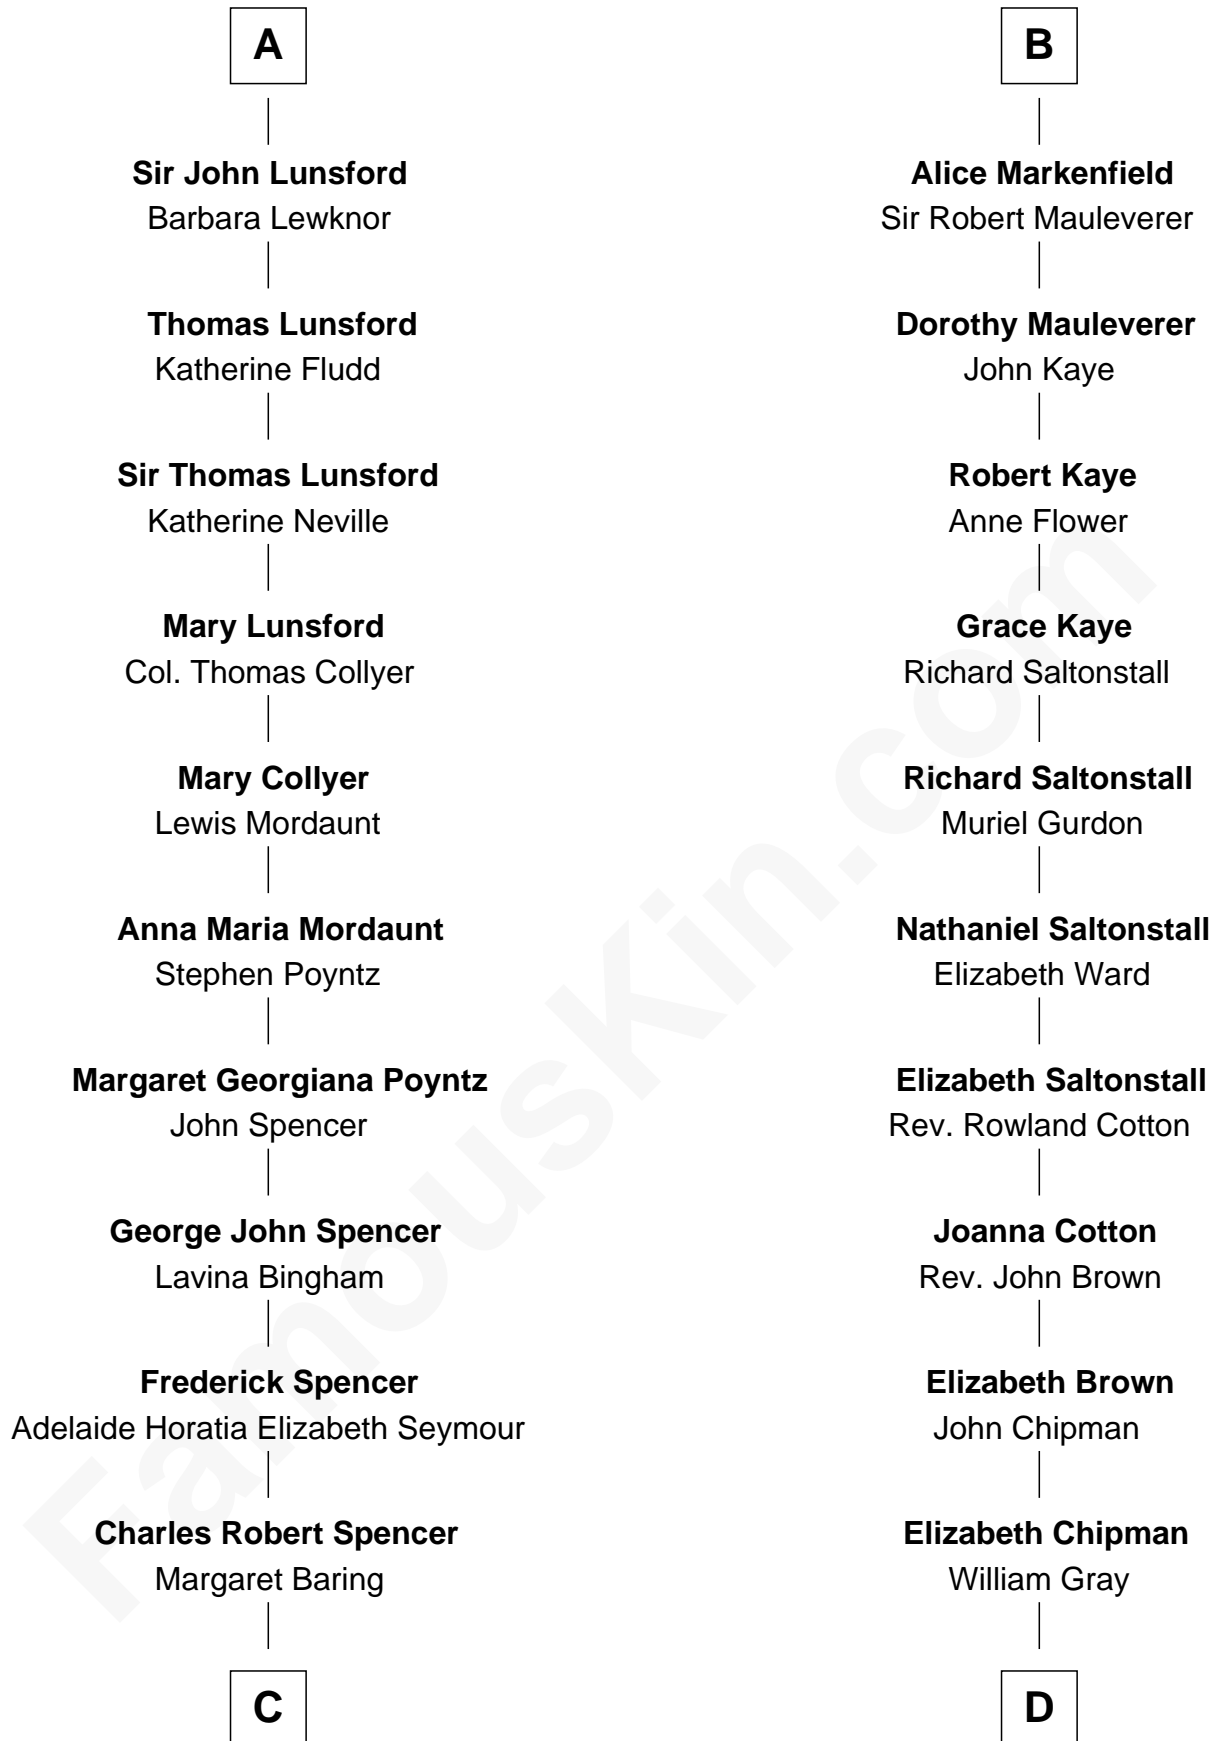 A
Sir John Lunsford
Barbara Lewknor
Thomas Lunsford
Katherine Fludd
Sir Thomas Lunsford
Katherine Neville
Mary Lunsford
Col. Thomas Collyer
Mary Collyer
Lewis Mordaunt
Anna Maria Mordaunt
Stephen Poyntz
Margaret Georgiana Poyntz
John Spencer
George John Spencer
Lavina Bingham
Frederick Spencer
Adelaide Horatia Elizabeth Seymour
Charles Robert Spencer
Margaret Baring
C
B
Alice Markenfield
Sir Robert Mauleverer
Dorothy Mauleverer
John Kaye
Robert Kaye
Anne Flower
Grace Kaye
Richard Saltonstall
Richard Saltonstall
Muriel Gurdon
Nathaniel Saltonstall
Elizabeth Ward
Elizabeth Saltonstall
Rev. Rowland Cotton
Joanna Cotton
Rev. John Brown
Elizabeth Brown
John Chipman
Elizabeth Chipman
William Gray
D
FamousKin.com